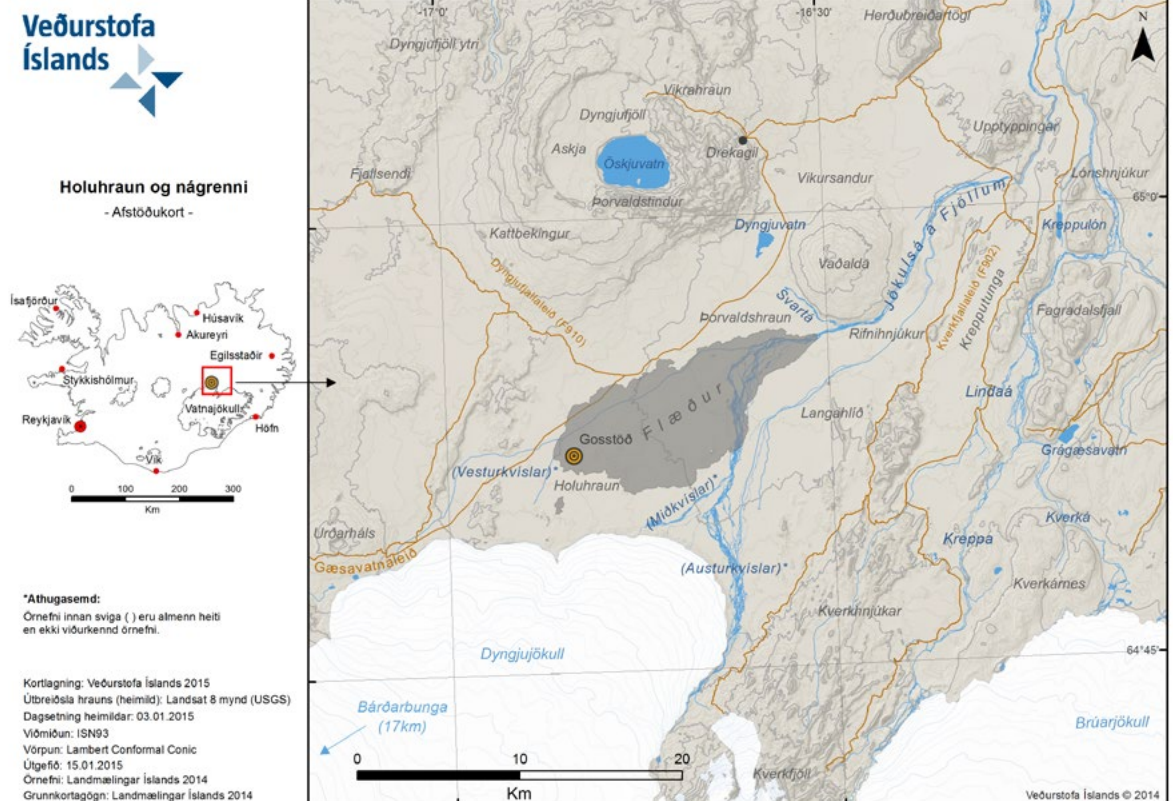 Veðurstofa
Íslands
Holuhraun og nágrenni
- Afstöðukort -
Ísafjörður
Húsavík
Akureyri
Egilsstaðir
Stykkishólmur
Vatnajökull
Reykjavík
Höfn
Vík
0 100 200 300
Km
*Athugasemd:
Örnefni innan sviga ( ) eru almenn heiti
en ekki viðurkennd örnefni.
Kortlagning: Veðurstofa Íslands 2015
Útbreiðsla hrauns (heimild): Landsat 8 mynd (USGS)
Dagsetning heimildar: 03.01.2015
Viðmiðun: ISN93
Vörpun: Lambert Conformal Conic
Útgefið: 15.01.2015
Örnefni: Landmælingar Íslands 2014
Grunnkortagögn: Landmælingar Íslands 2014
-17°0'
-16°30'
Herðubreiðartögl
N
Dyngjufjöll ytri
Vikrahraun
Dyngjufjöll
Upptyppingar
Askja
Öskjuvatn
Drekagil
Fjallsendi
Vikursandur
Lónshnjúkur
65°0'
Þorvaldstindur
Jökulsá á Fjöllum
Kattbekingur
Dyngjuvatn
Kreppulón
Dyngjufjallaleið (F910)
Vaðalda
Kverkfjallaleið (F902)
Krepputunga
Svartá
Fagradalsfjall
Þorvaldshraun
Rifnihnjúkur
Flæður
Lindaá
Langahlíð
Gosstöð
Grágæsavatn
(Vesturkvíslar)*
Holuhraun
(Miðkvíslar)*
Kverká
Urðarháls
Kreppa
Gæsavatnaleið
(Austurkvíslar)*
Kverkárnes
Kverkhnjúkar
64°45'
Dyngjujökull
Bárðarbunga
(17km)
Brúarjökull
0 10 20
Km
Kverkfjöll
Veðurstofa Íslands © 2014